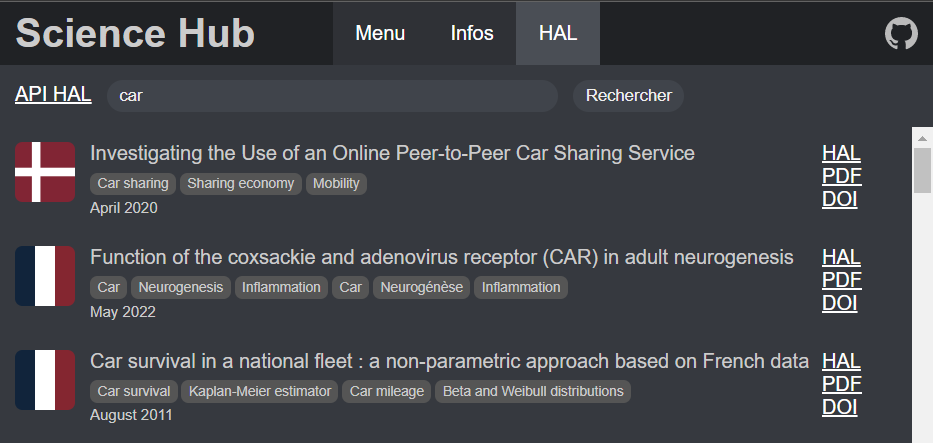 Science Hub Menu Infos HAL
API HAL car Rechercher
Investigating the Use of an Online Peer-to-Peer Car Sharing Service HAL
Car sharing Sharing economy Mobility PDF
April 2020 DOI
Function of the coxsackie and adenovirus receptor (CAR) in adult neurogenesis HAL
Car Neurogenesis Inflammation Car Neurogénèse Inflammation PDF
May 2022 DOI
Car survival in a national fleet : a non-parametric approach based on French data HAL
Car survival Kaplan-Meier estimator Car mileage Beta and Weibull distributions PDF
August 2011 DOI